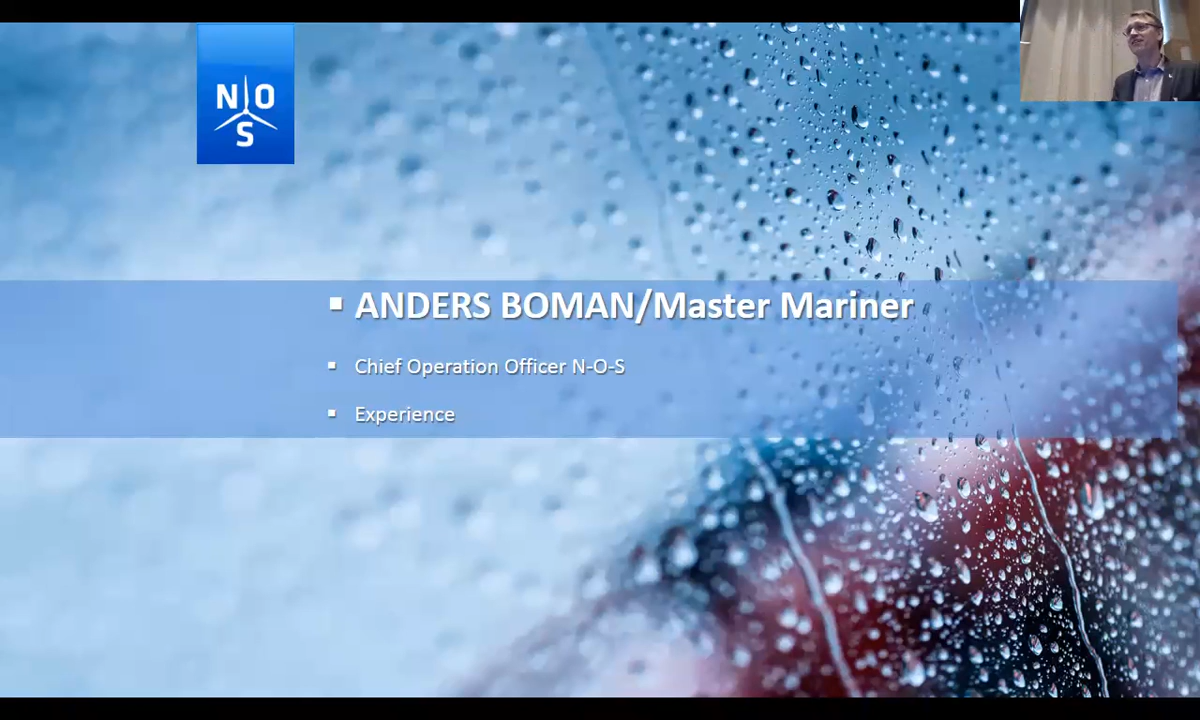 N O
S
ANDERS BOMAN/Master Mariner
Chief Operation Officer N-O-S
Experience